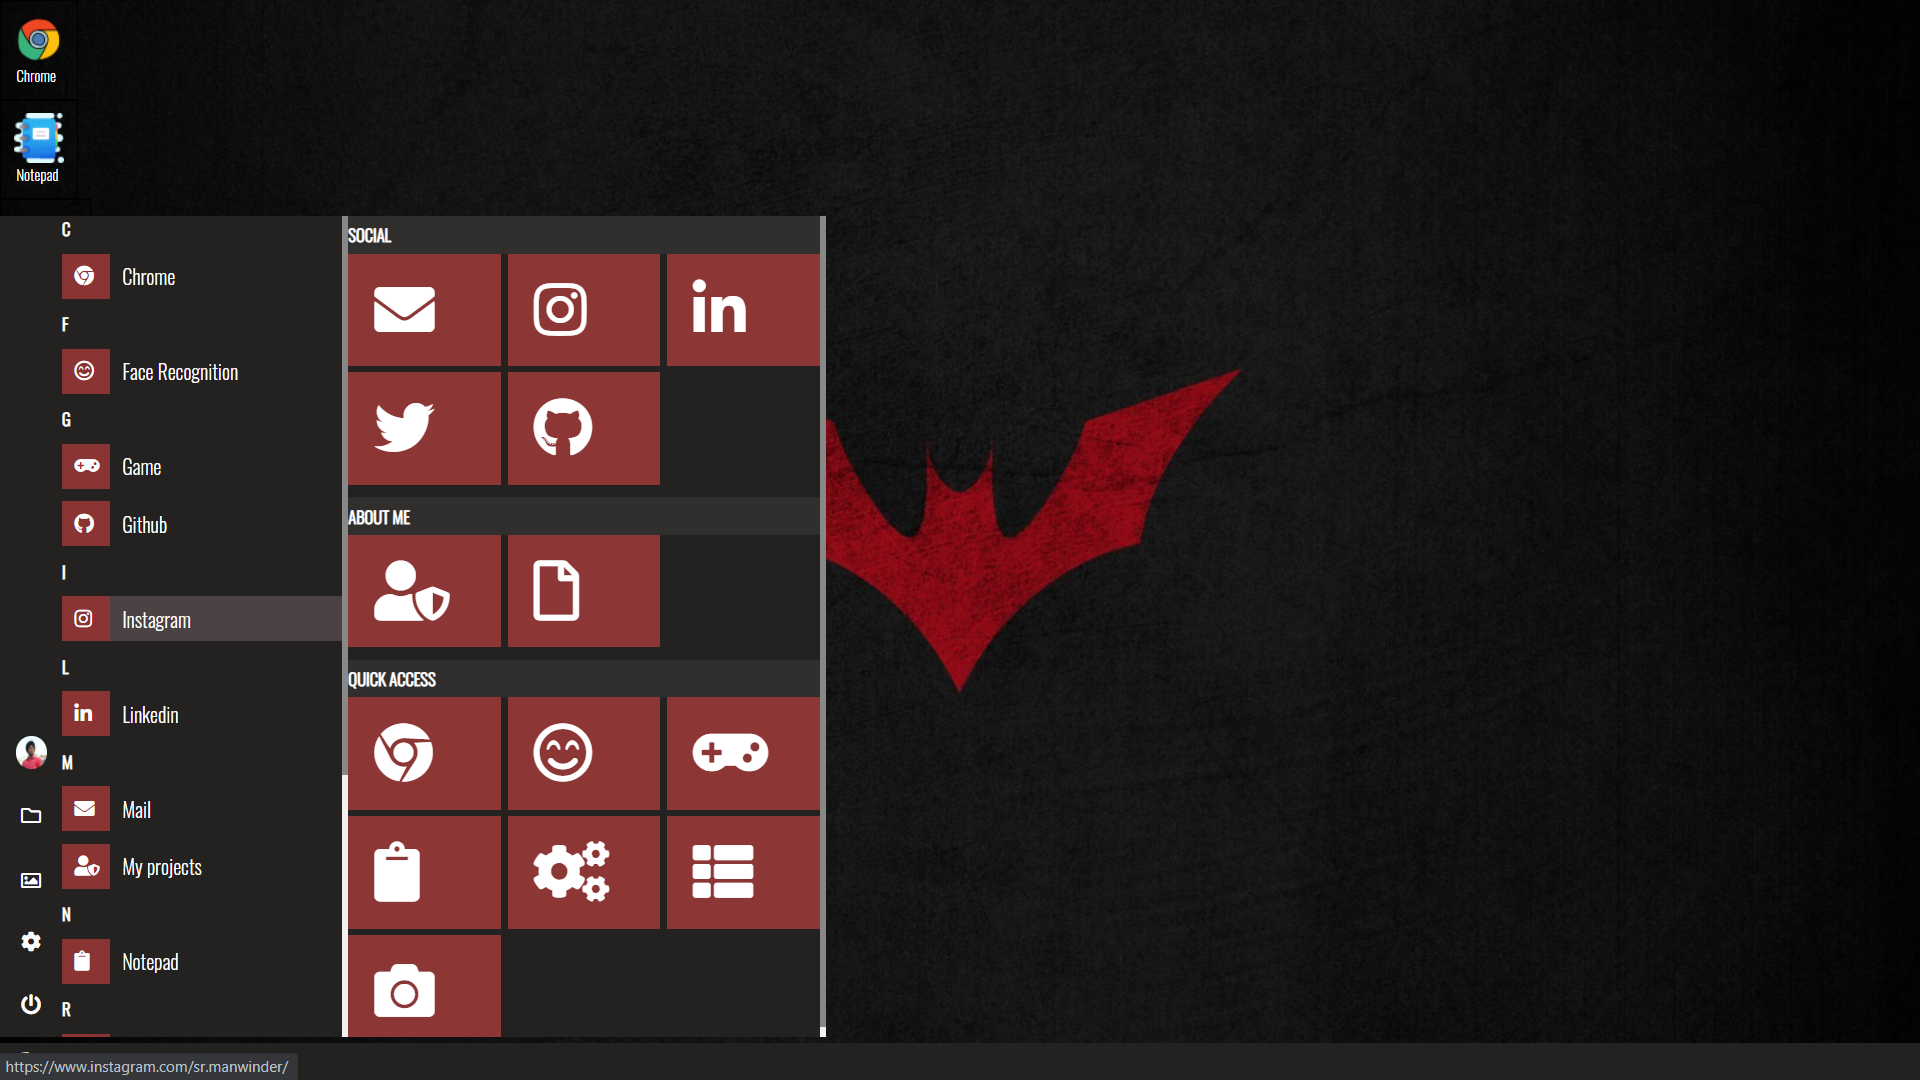 Chrome
Notepad
C
Chrome
F
Face Recognition
G
Game
Github
I
Instagram
L
Linkedin
M
Mail
My projects
N
Notepad
R
SOCIAL
ABOUT ME
QUICK ACCESS
https://www.instagram.com/sr.manwinder/